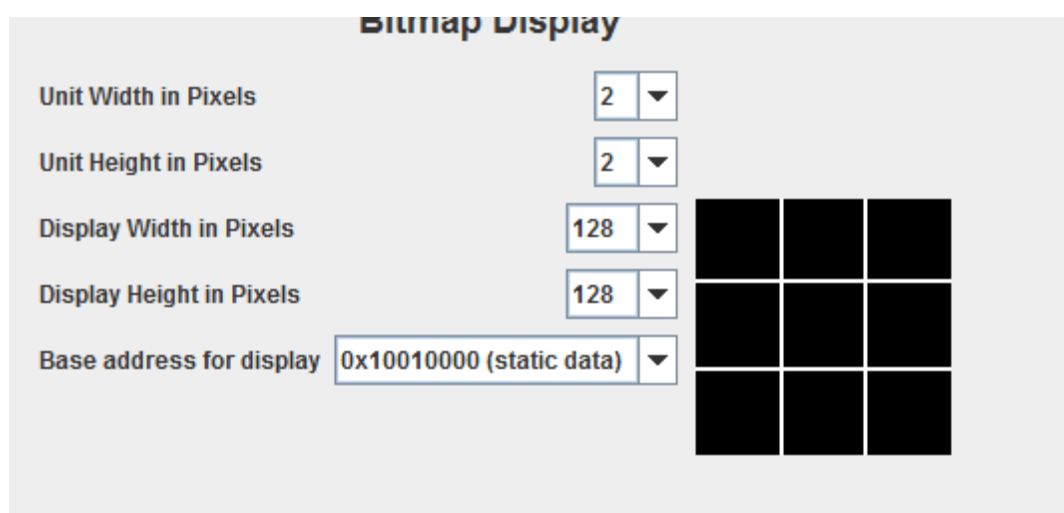 Bitmap Display
Unit Width in Pixels 2
Unit Height in Pixels 2
Display Width in Pixels 128
Display Height in Pixels 128
Base address for display 0x10010000 (static data)